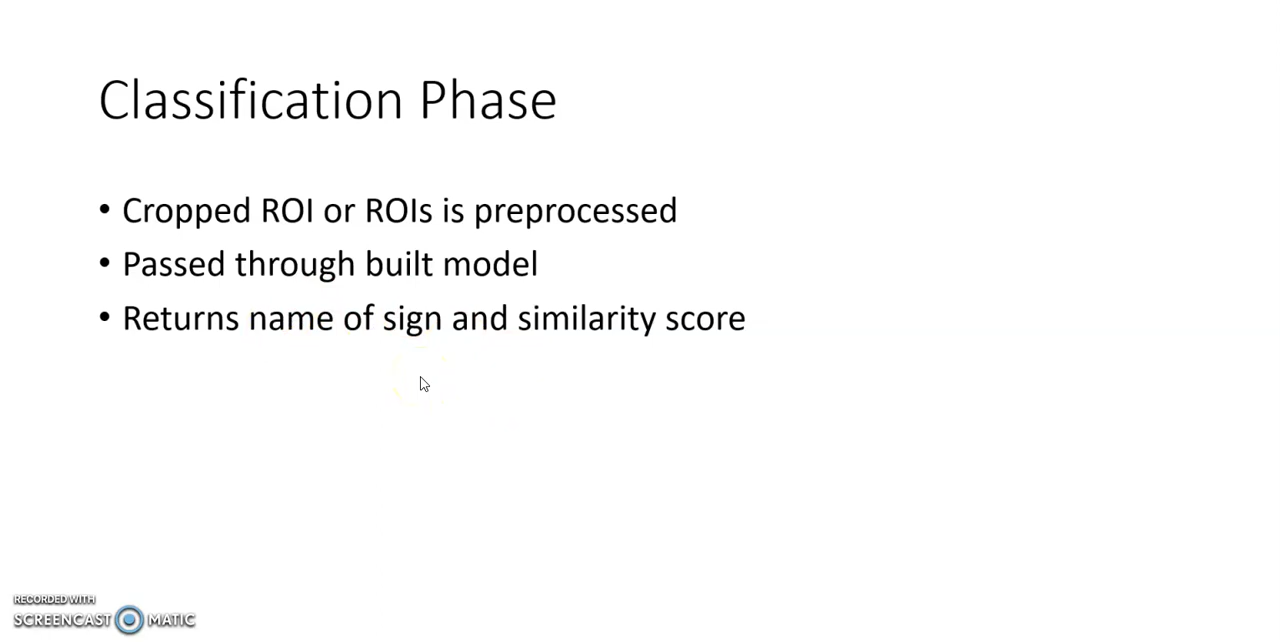 Classification Phase
• Cropped ROI or ROIs is preprocessed
• Passed through built model
• Returns name of sign and similarity score
RECORDED WITH
SCREENCAST MATIC